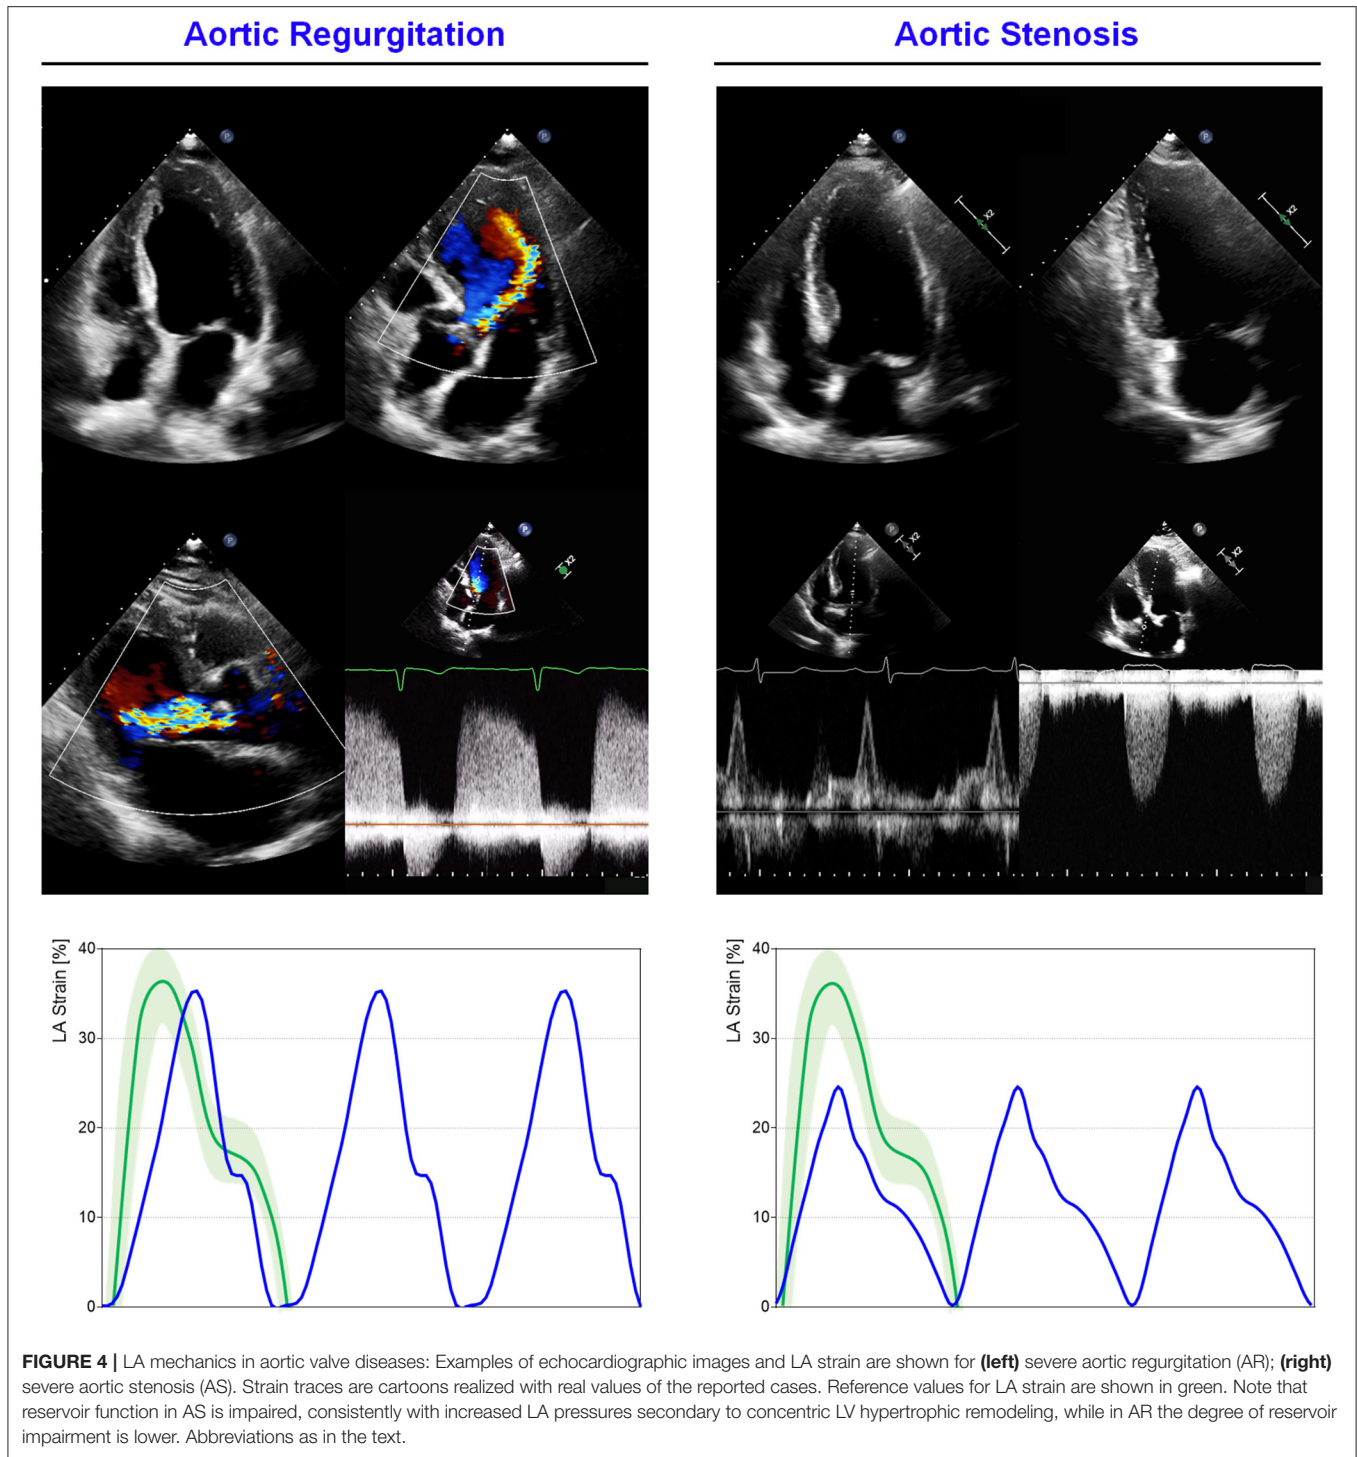 Aortic Regurgitation
Aortic Stenosis
P
P
P
P
X2
X2
P
P
X2
P
X2
P
X2
LA Strain [%]
40
30
20
10
0
LA Strain [%]
40
30
20
10
0
FIGURE 4 | LA mechanics in aortic valve diseases: Examples of echocardiographic images and LA strain are shown for (left) severe aortic regurgitation (AR); (right)
severe aortic stenosis (AS). Strain traces are cartoons realized with real values of the reported cases. Reference values for LA strain are shown in green. Note that
reservoir function in AS is impaired, consistently with increased LA pressures secondary to concentric LV hypertrophic remodeling, while in AR the degree of reservoir
impairment is lower. Abbreviations as in the text.